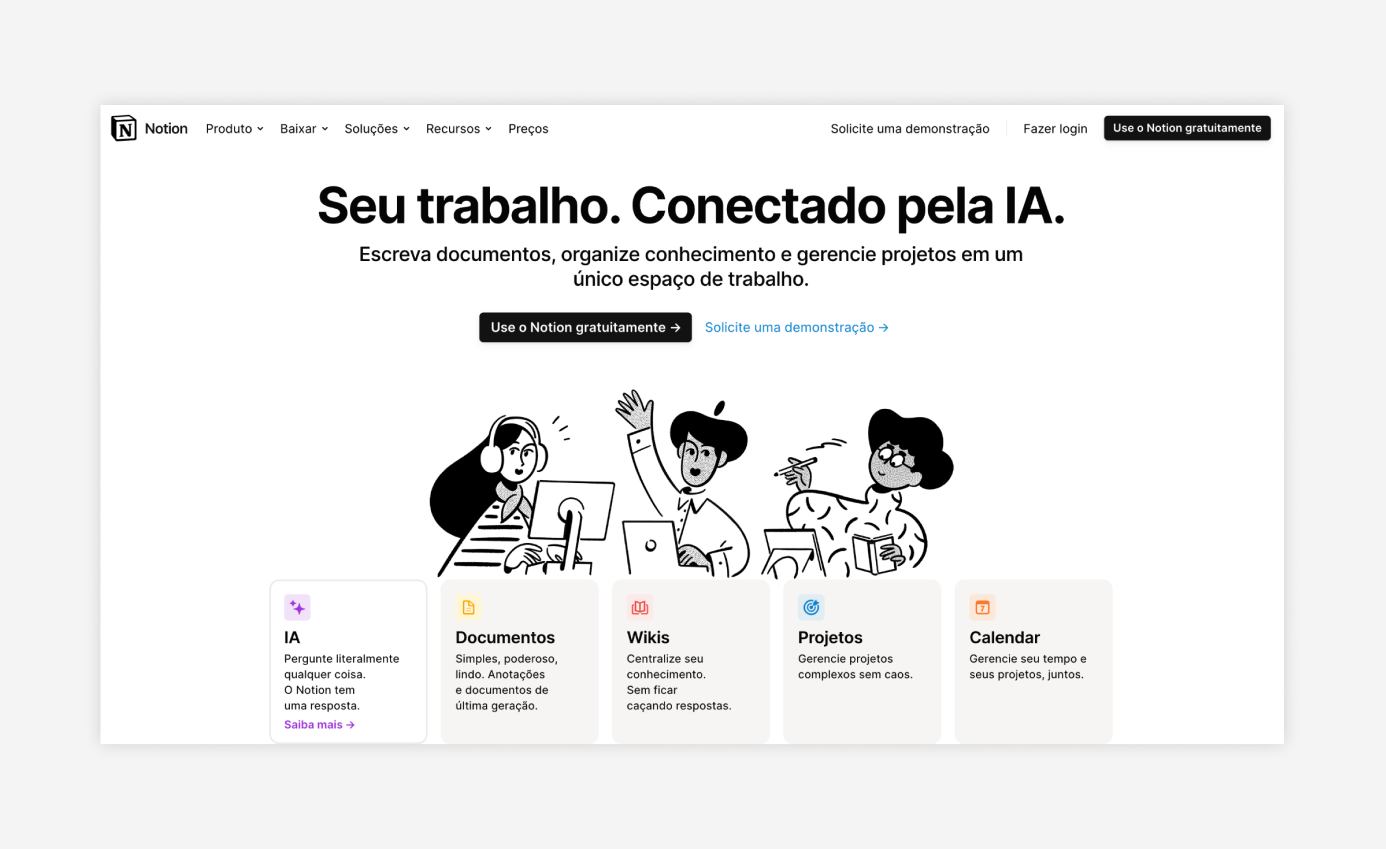 Notion
Produto
Baixar
Soluções
Recursos
Preços
Solicite uma demonstração
Fazer login
Use o Notion gratuitamente
Seu trabalho. Conectado pela IA.
Escreva documentos, organize conhecimento e gerencie projetos em um
único espaço de trabalho.
Use o Notion gratuitamente →
Solicite uma demonstração →
IA
Pergunte literalmente
qualquer coisa.
O Notion tem
uma resposta.
Saiba mais →
Documentos
Simples, poderoso,
lindo. Anotações
e documentos de
última geração.
Wikis
Centralize seu
conhecimento.
Sem ficar
caçando respostas.
Projetos
Gerencie projetos
complexos sem caos.
7
Calendar
Gerencie seu tempo e
seus projetos, juntos.